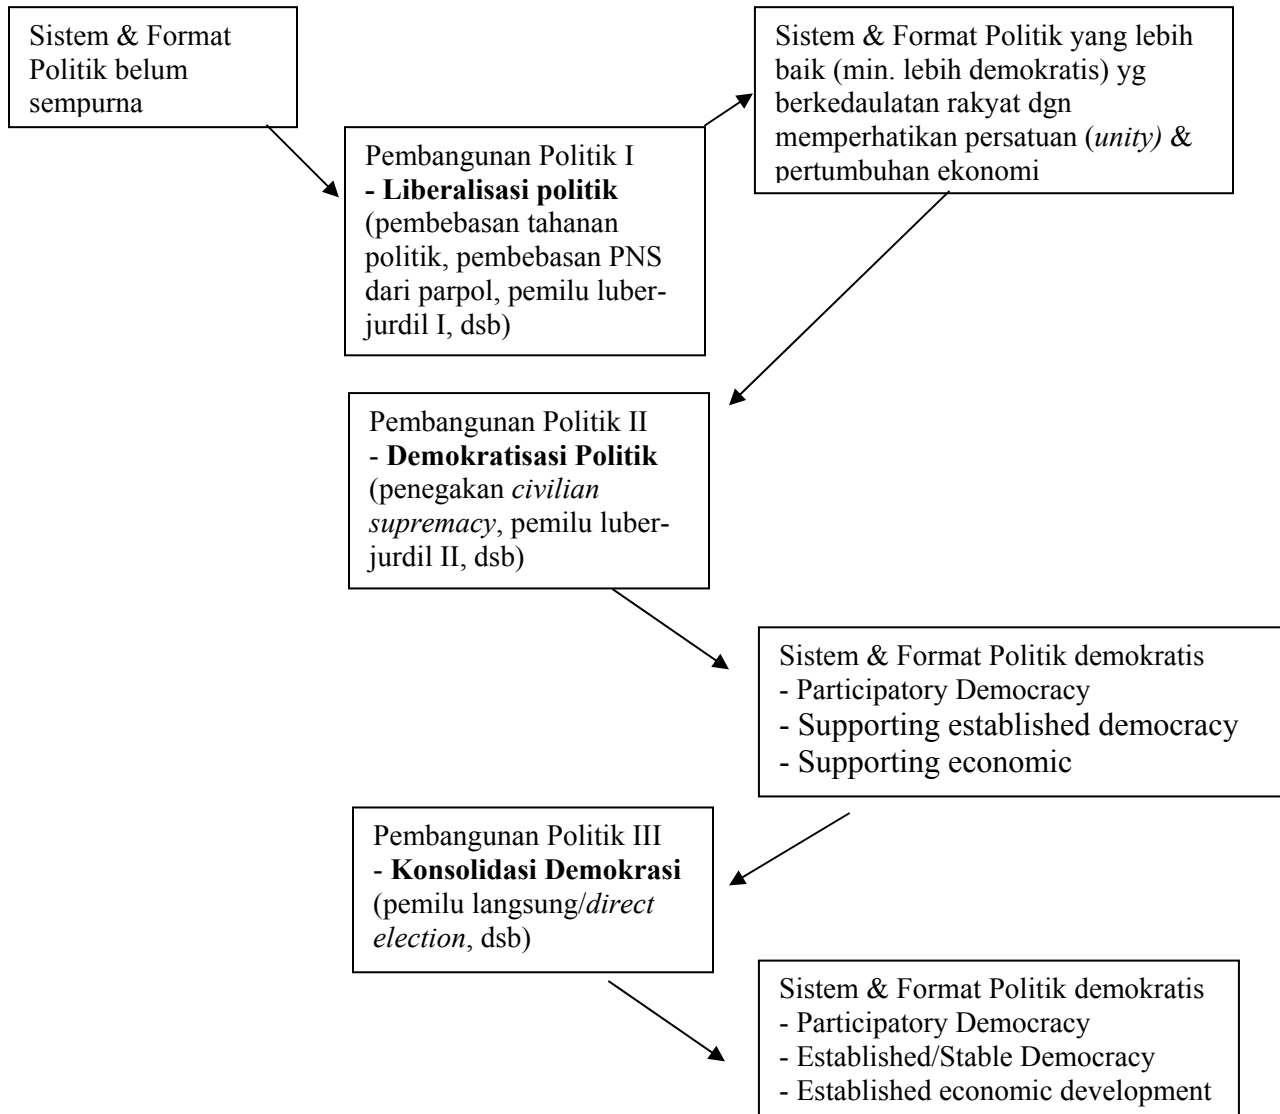 Sistem & Format
Politik belum
sempurna
Sistem & Format Politik yang lebih
baik (min. lebih demokratis) yg
berkedaulatan rakyat dgn
memperhatikan persatuan (unity) &
pertumbuhan ekonomi
Pembangunan Politik I
- Liberalisasi politik
(pembebasan tahanan
politik, pembebasan PNS
dari parpol, pemilu luber-
jurdil I, dsb)
Pembangunan Politik II
- Demokratisasi Politik
(penegakan civilian
supremacy, pemilu luber-
jurdil II, dsb)
Sistem & Format Politik demokratis
- Participatory Democracy
- Supporting established democracy
- Supporting economic
Pembangunan Politik III
- Konsolidasi Demokrasi
(pemilu langsung/direct
election, dsb)
Sistem & Format Politik demokratis
- Participatory Democracy
- Established/Stable Democracy
- Established economic development